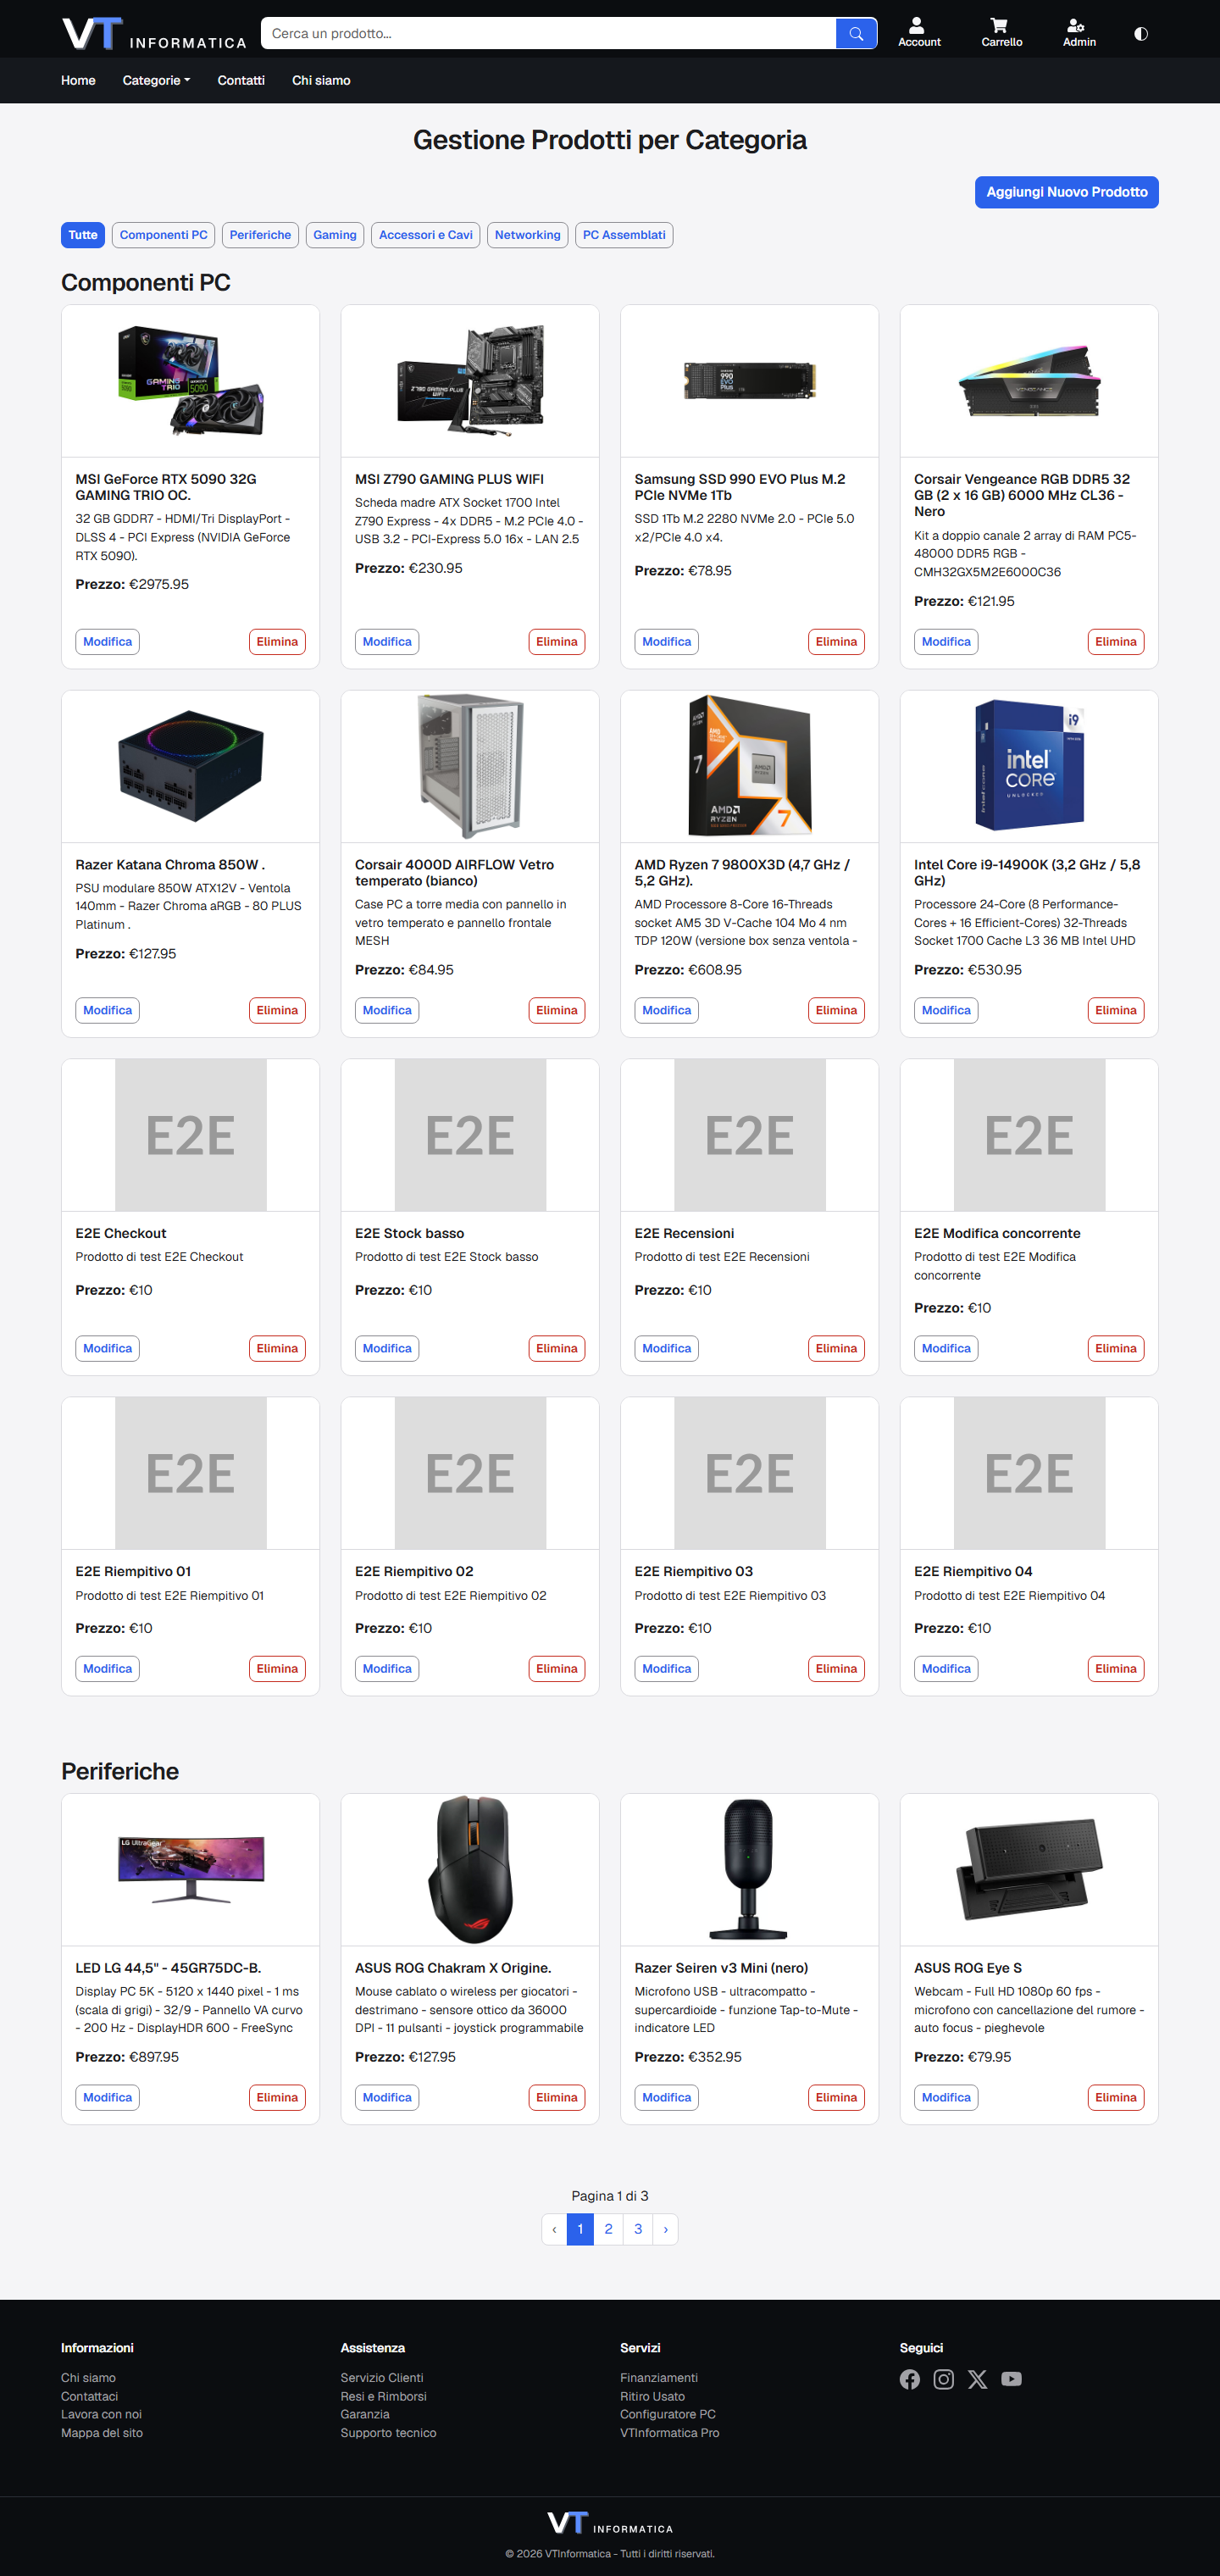 VT INFORMATICA
Cerca un prodotto...
Account
Carrello
Admin
Home
Categorie
Contatti
Chi siamo
Gestione Prodotti per Categoria
Aggiungi Nuovo Prodotto
Tutte
Componenti PC
Periferiche
Gaming
Accessori e Cavi
Networking
PC Assemblati
Componenti PC
MSI GeForce RTX 5090 32G
GAMING TRIO OC.
32 GB GDDR7 - HDMI/Tri DisplayPort -
DLSS 4 - PCI Express (NVIDIA GeForce
RTX 5090).
Prezzo: €2975.95
Modifica
Elimina
MSI Z790 GAMING PLUS WIFI
Scheda madre ATX Socket 1700 Intel
Z790 Express - 4x DDR5 - M.2 PCIe 4.0 -
USB 3.2 - PCI-Express 5.0 16x - LAN 2.5
Prezzo: €230.95
Modifica
Elimina
990
EVO
Plus
Samsung SSD 990 EVO Plus M.2
PCIe NVMe 1Tb
SSD 1Tb M.2 2280 NVMe 2.0 - PCIe 5.0
x2/PCIe 4.0 x4.
Prezzo: €78.95
Modifica
Elimina
VENGEANCE
Corsair Vengeance RGB DDR5 32
GB (2 x 16 GB) 6000 MHz CL36 -
Nero
Kit a doppio canale 2 array di RAM PC5-
48000 DDR5 RGB -
CMH32GX5M2E6000C36
Prezzo: €121.95
Modifica
Elimina
Razer Katana Chroma 850W .
PSU modulare 850W ATX12V - Ventola
140mm - Razer Chroma aRGB - 80 PLUS
Platinum .
Prezzo: €127.95
Modifica
Elimina
Corsair 4000D AIRFLOW Vetro
temperato (bianco)
Case PC a torre media con pannello in
vetro temperato e pannello frontale
MESH
Prezzo: €84.95
Modifica
Elimina
7
AMD
RYZEN
7
AMD Ryzen 7 9800X3D (4,7 GHz /
5,2 GHz).
AMD Processore 8-Core 16-Threads
socket AM5 3D V-Cache 104 Mo 4 nm
TDP 120W (versione box senza ventola -
Prezzo: €608.95
Modifica
Elimina
i9
intel
CORE
UNLOCKED
Intel Core i9-14900K (3,2 GHz / 5,8
GHz)
Processore 24-Core (8 Performance-
Cores + 16 Efficient-Cores) 32-Threads
Socket 1700 Cache L3 36 MB Intel UHD
Prezzo: €530.95
Modifica
Elimina
E2E
E2E Checkout
Prodotto di test E2E Checkout
Prezzo: €10
Modifica
Elimina
E2E
E2E Stock basso
Prodotto di test E2E Stock basso
Prezzo: €10
Modifica
Elimina
E2E
E2E Recensioni
Prodotto di test E2E Recensioni
Prezzo: €10
Modifica
Elimina
E2E
E2E Modifica concorrente
Prodotto di test E2E Modifica
concorrente
Prezzo: €10
Modifica
Elimina
E2E
E2E Riempitivo 01
Prodotto di test E2E Riempitivo 01
Prezzo: €10
Modifica
Elimina
E2E
E2E Riempitivo 02
Prodotto di test E2E Riempitivo 02
Prezzo: €10
Modifica
Elimina
E2E
E2E Riempitivo 03
Prodotto di test E2E Riempitivo 03
Prezzo: €10
Modifica
Elimina
E2E
E2E Riempitivo 04
Prodotto di test E2E Riempitivo 04
Prezzo: €10
Modifica
Elimina
Periferiche
LG UltraGear
LED LG 44,5" - 45GR75DC-B.
Display PC 5K - 5120 x 1440 pixel - 1 ms
(scala di grigi) - 32/9 - Pannello VA curvo
- 200 Hz - DisplayHDR 600 - FreeSync
Prezzo: €897.95
Modifica
Elimina
ASUS ROG Chakram X Origine.
Mouse cablato o wireless per giocatori -
destrimano - sensore ottico da 36000
DPI - 11 pulsanti - joystick programmabile
Prezzo: €127.95
Modifica
Elimina
Razer Seiren v3 Mini (nero)
Microfono USB - ultracompatto -
supercardioide - funzione Tap-to-Mute -
indicatore LED
Prezzo: €352.95
Modifica
Elimina
ASUS ROG Eye S
Webcam - Full HD 1080p 60 fps -
microfono con cancellazione del rumore -
auto focus - pieghevole
Prezzo: €79.95
Modifica
Elimina
Pagina 1 di 3
‹ 1 2 3 ›
Informazioni
Chi siamo
Contattaci
Lavora con noi
Mappa del sito
Assistenza
Servizio Clienti
Resi e Rimborsi
Garanzia
Supporto tecnico
Servizi
Finanziamenti
Ritiro Usato
Configuratore PC
VTInformatica Pro
Seguici
VT INFORMATICA
© 2026 VTInformatica - Tutti i diritti riservati.